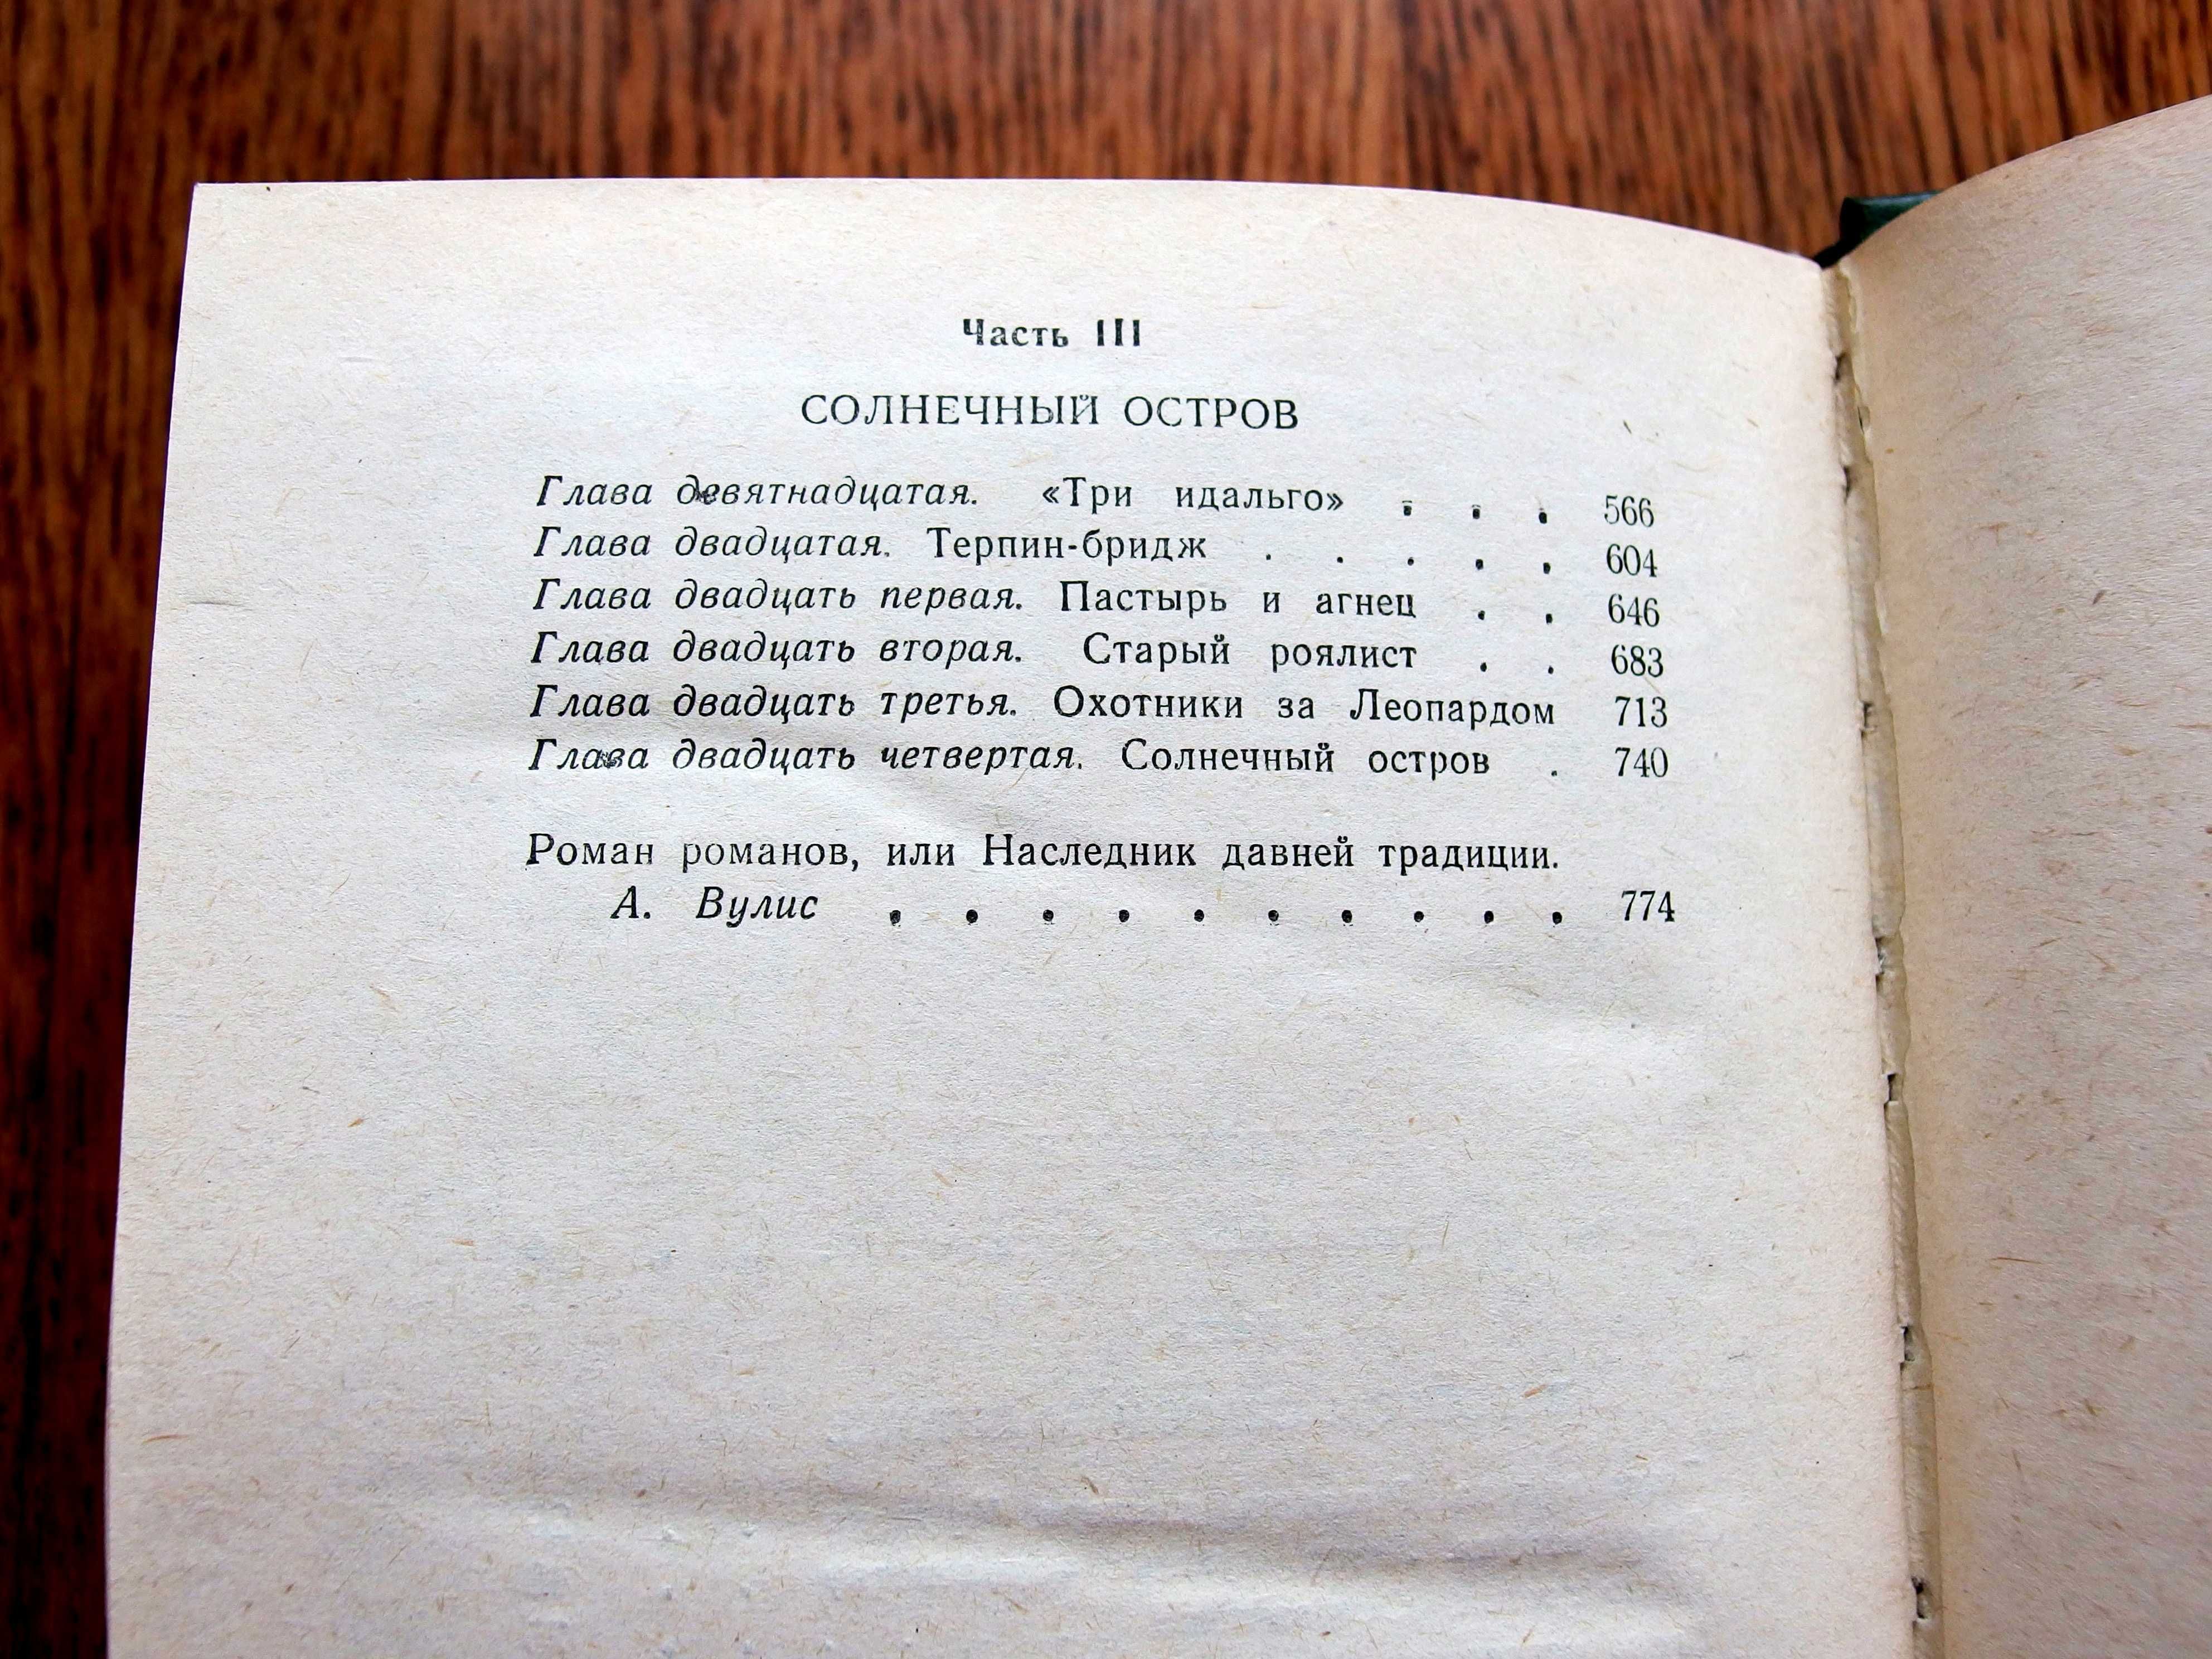 Часть III
СОЛНЕЧНЫЙ ОСТРОВ
Глава девятнадцатая. «Три идальго» . . . 566
Глава двадцатая. Терпин-бридж . . . . . 604
Глава двадцать первая. Пастырь и агнец . . 646
Глава двадцать вторая. Старый роялист . . 683
Глава двадцать третья. Охотники за Леопардом 713
Глава двадцать четвертая. Солнечный остров . 740
Роман романов, или Наследник давней традиции.
А. Вулис . . . . . . . . . . 774